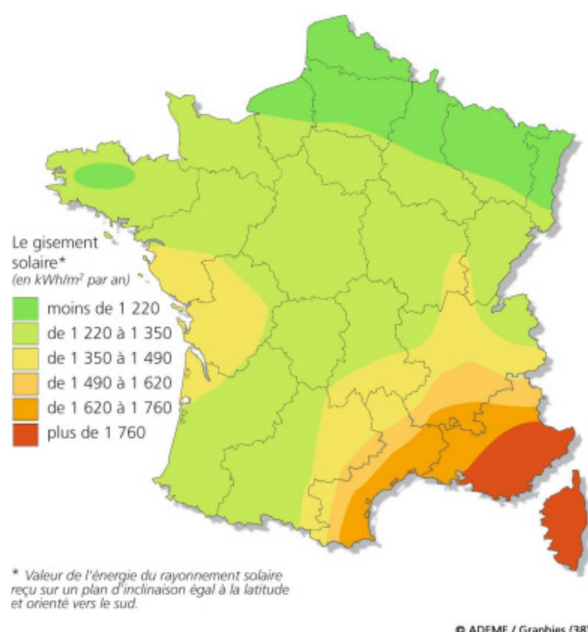 Le gisement
solaire*
(en kWh/m² par an)
moins de 1 220
de 1 220 à 1 350
de 1 350 à 1 490
de 1 490 à 1 620
de 1 620 à 1 760
plus de 1 760
* Valeur de l'énergie du rayonnement solaire
reçu sur un plan d'inclinaison égal à la latitude
et orienté vers le sud.
© ADEME / Graphies (38)